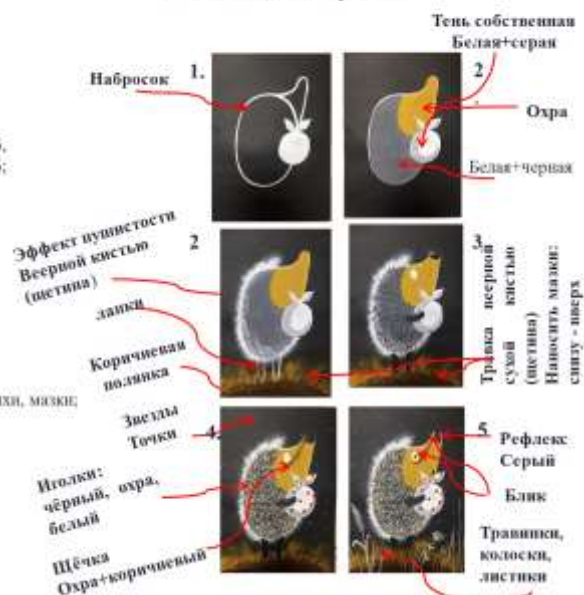 Тень собственная
Белая+серая
Набросок
1.
2
Охра
Белая+черная
Эффект пушистости
Веерной кистью
(щетина)
2
3
лапки
Коричневая
полянка
Травка веерной
сухой кистью
(щетина)
Наносить мазки:
снизу - вверх
хи, мазки;
Звезды
Точки
4.
5
Рефлекс
Серый
Блик
Иголки:
чёрный, охра,
белый
Щёчка
Охра+коричневый
Травинки,
колоски,
листики